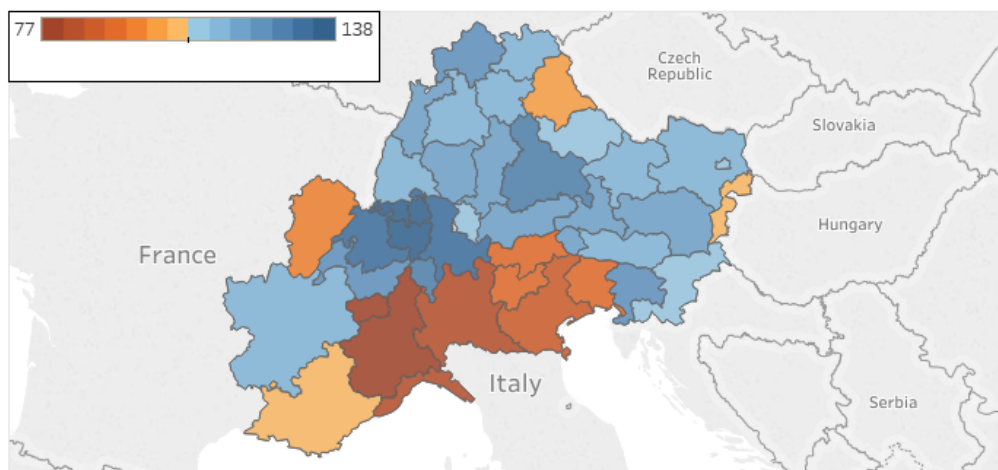 77 138
Czech
Republic
Slovakia
Hungary
France
Italy
Serbia